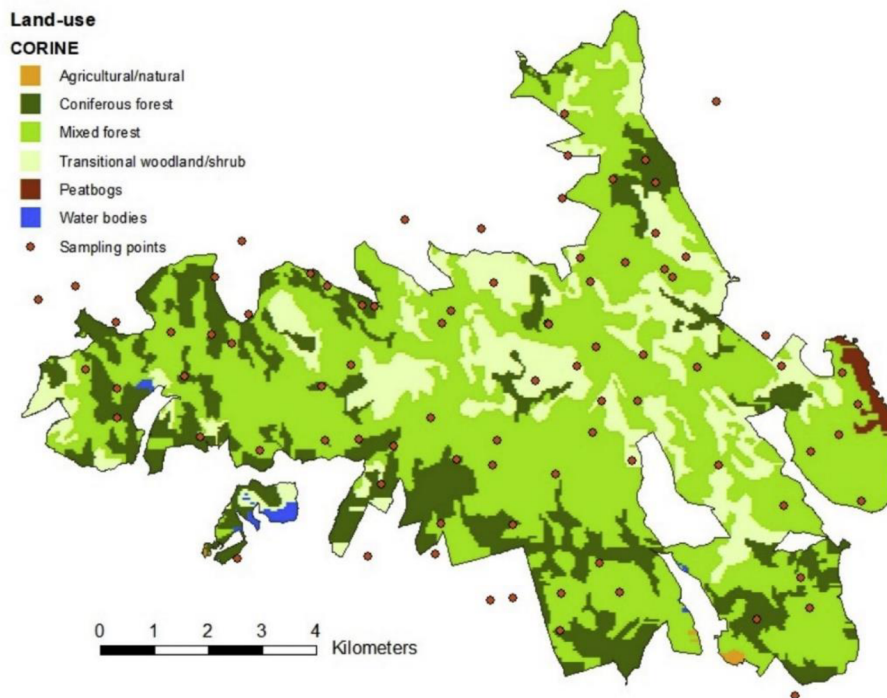 Land-use
CORINE
Agricultural/natural
Coniferous forest
Mixed forest
Transitional woodland/shrub
Peatbogs
Water bodies
Sampling points
0 1 2 3 4
Kilometers